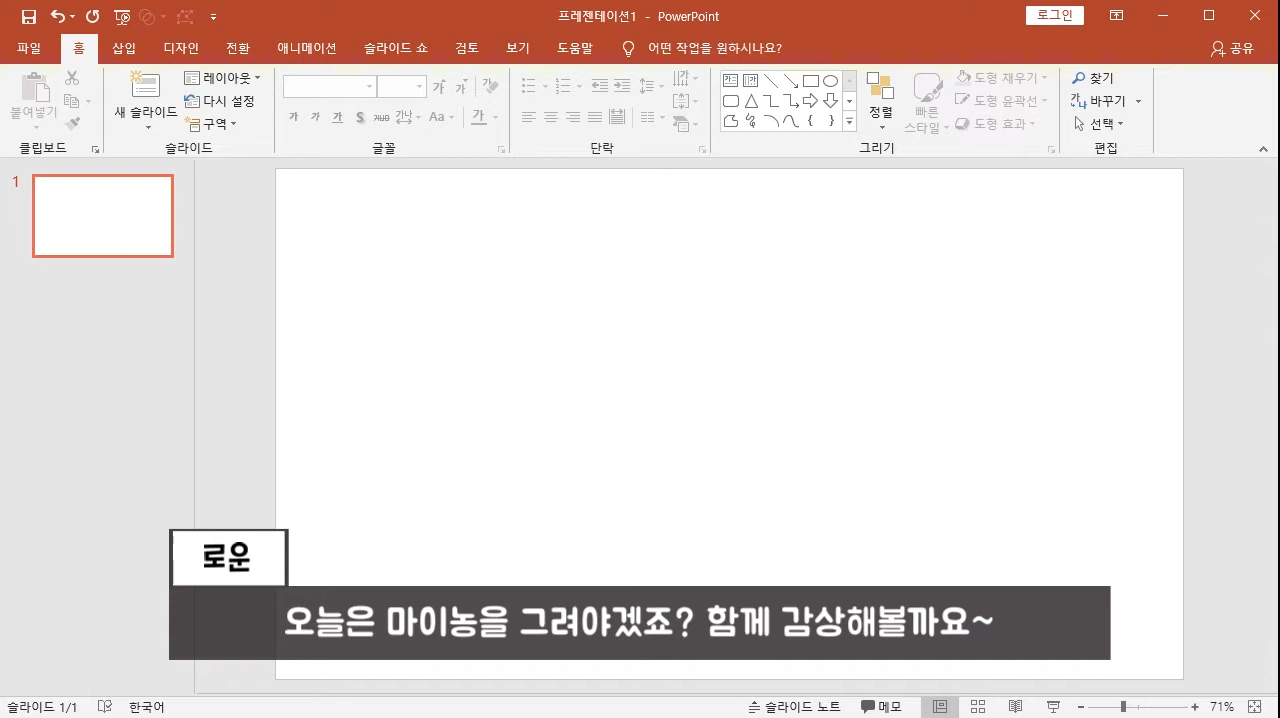 프레젠테이션1 - PowerPoint
로그인
파일 홈 삽입 디자인 전환 애니메이션 슬라이드 쇼 검토 보기 도움말 어떤 작업을 원하시나요? 공유
붙여넣기
새 슬라이드
레이아웃
다시 설정
구역
가 가 가 S abc 간 Aa 가
정렬
빠른 스타일
도형 채우기
도형 윤곽선
도형 효과
찾기
바꾸기
선택
클립보드 슬라이드 글꼴 단락 그리기 편집
1
로운
오늘은 마이농을 그려야겠죠? 함께 감상해볼까요~
슬라이드 1/1 한국어 슬라이드 노트 메모 71%